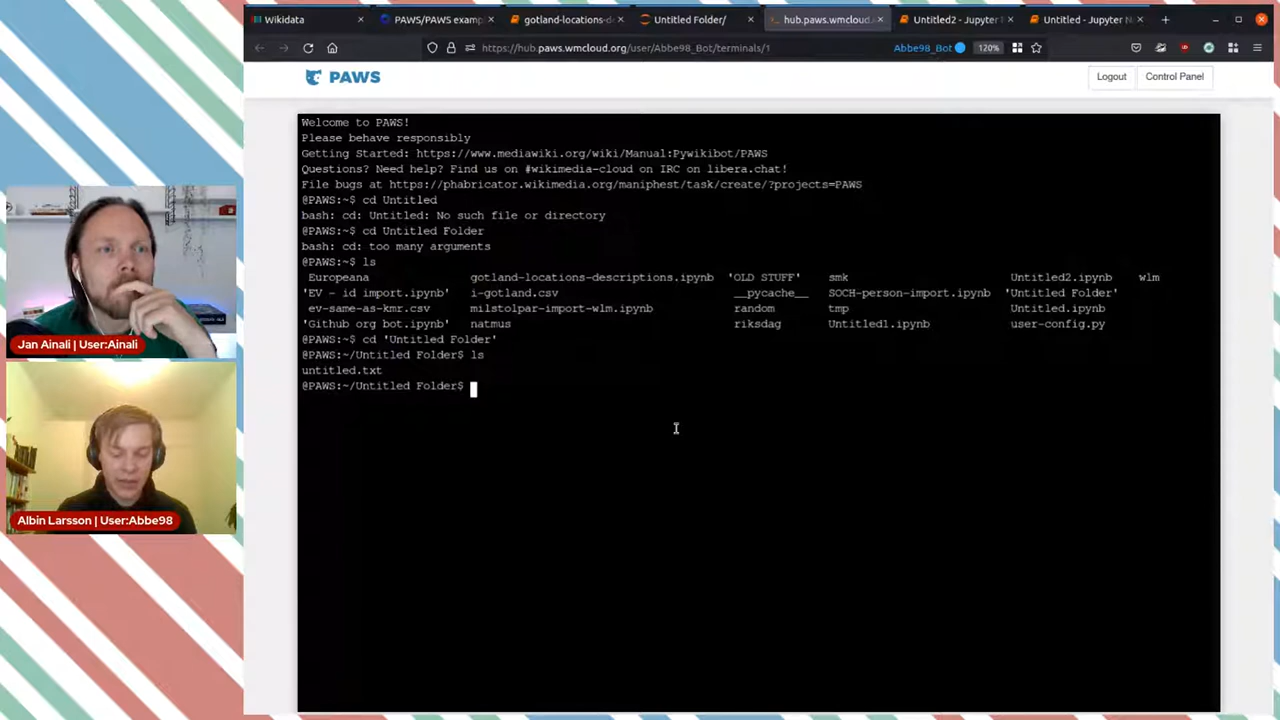 Wikidata
PAWS/PAWS examp
gotland-locations-d
Untitled Folder/
hub.paws.wmcloud.
Untitled2 - Jupyter
Untitled - Jupyter N
https://hub.paws.wmcloud.org/user/Abbe98_Bot/terminals/1
Abbe98_Bot
120%
PAWS
Logout
Control Panel
Welcome to PAWS!
Please behave responsibly
Getting Started: https://www.mediawiki.org/wiki/Manual:Pywikibot/PAWS
Questions? Need help? Find us on #wikimedia-cloud on IRC on libera.chat!
File bugs at https://phabricator.wikimedia.org/maniphest/task/create/?projects=PAWS
@PAWS:~$ cd Untitled
bash: cd: Untitled: No such file or directory
@PAWS:~$ cd Untitled Folder
bash: cd: too many arguments
@PAWS:~$ ls
Europeana gotland-locations-descriptions.ipynb 'OLD STUFF' smk Untitled2.ipynb wlm
'EV - id import.ipynb' i-gotland.csv __pycache__ SOCH-person-import.ipynb 'Untitled Folder'
ev-same-as-kmr.csv milstolpar-import-wlm.ipynb random tmp Untitled.ipynb
'Github org bot.ipynb' natmus riksdag Untitled1.ipynb user-config.py
@PAWS:~$ cd 'Untitled Folder'
@PAWS:~/Untitled Folder$ ls
untitled.txt
@PAWS:~/Untitled Folder$
Jan Ainali | User:Ainali
Albin Larsson | User:Abbe98